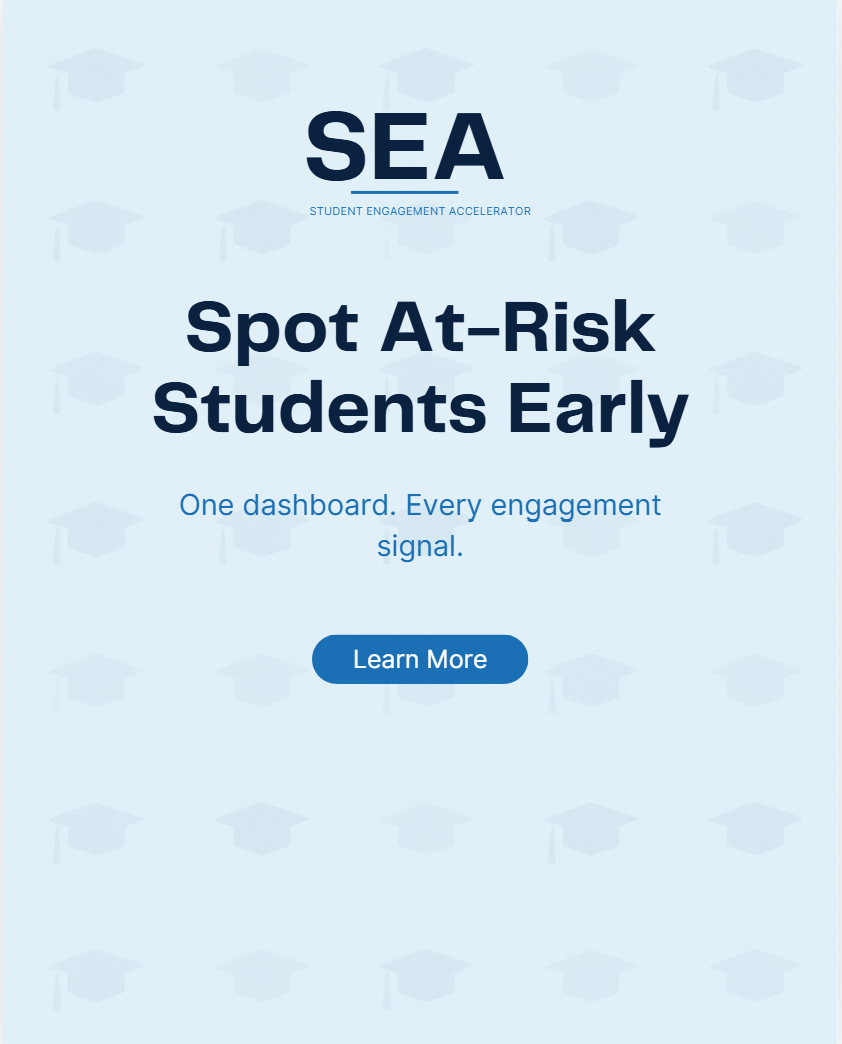 SEA
STUDENT ENGAGEMENT ACCELERATOR
Spot At–Risk
Students Early
One dashboard. Every engagement
signal.
Learn More